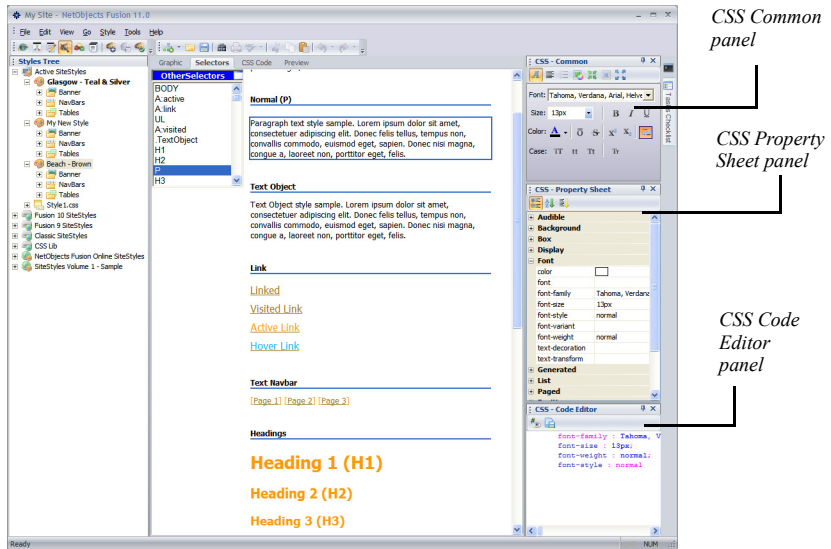 My Site - NetObjects Fusion 11.0
File Edit View Go Style Tools Help
Styles Tree
Active SiteStyles
Glasgow - Teal & Silver
Banner
NavBars
Tables
My New Style
Banner
NavBars
Tables
Beach - Brown
Banner
NavBars
Tables
Style1.css
Fusion 10 SiteStyles
Fusion 9 SiteStyles
Classic SiteStyles
CSS Lib
NetObjects Fusion Online SiteStyles
SiteStyles Volume 1 - Sample
Graphic Selectors CSS Code Preview
OtherSelectors
BODY
A:active
A:link
UL
A:visited
.TextObject
H1
H2
P
H3
Normal (P)
Paragraph text style sample. Lorem ipsum dolor sit amet,
consectetuer adipiscing elit. Donec felis tellus, tempus non,
convallis commodo, euismod eget, sapien. Donec nisi magna,
congue a, laoreet non, porttitor eget, felis.
Text Object
Text Object style sample. Lorem ipsum dolor sit amet,
consectetuer adipiscing elit. Donec felis tellus, tempus non,
convallis commodo, euismod eget, sapien. Donec nisi magna,
congue a, laoreet non, porttitor eget, felis.
Link
Linked
Visited Link
Active Link
Hover Link
Text Navbar
[Page 1] [Page 2] [Page 3]
Headings
Heading 1 (H1)
Heading 2 (H2)
Heading 3 (H3)
CSS - Common
Font: Tahoma, Verdana, Arial, Helve
Size: 13px B I U
Color: A
Case: TT tt Tt Tr
Tasks Checklist
CSS - Property Sheet
Audible
Background
Box
Display
Font
color
font
font-family Tahoma, Verdana
font-size 13px
font-style normal
font-variant
font-weight normal
text-decoration
text-transform
Generated
List
Paged
CSS - Code Editor
font-family : Tahoma, V
font-size : 13px;
font-weight : normal;
font-style : normal
Ready
NUM
CSS Common
panel
CSS Property
Sheet panel
CSS Code
Editor
panel